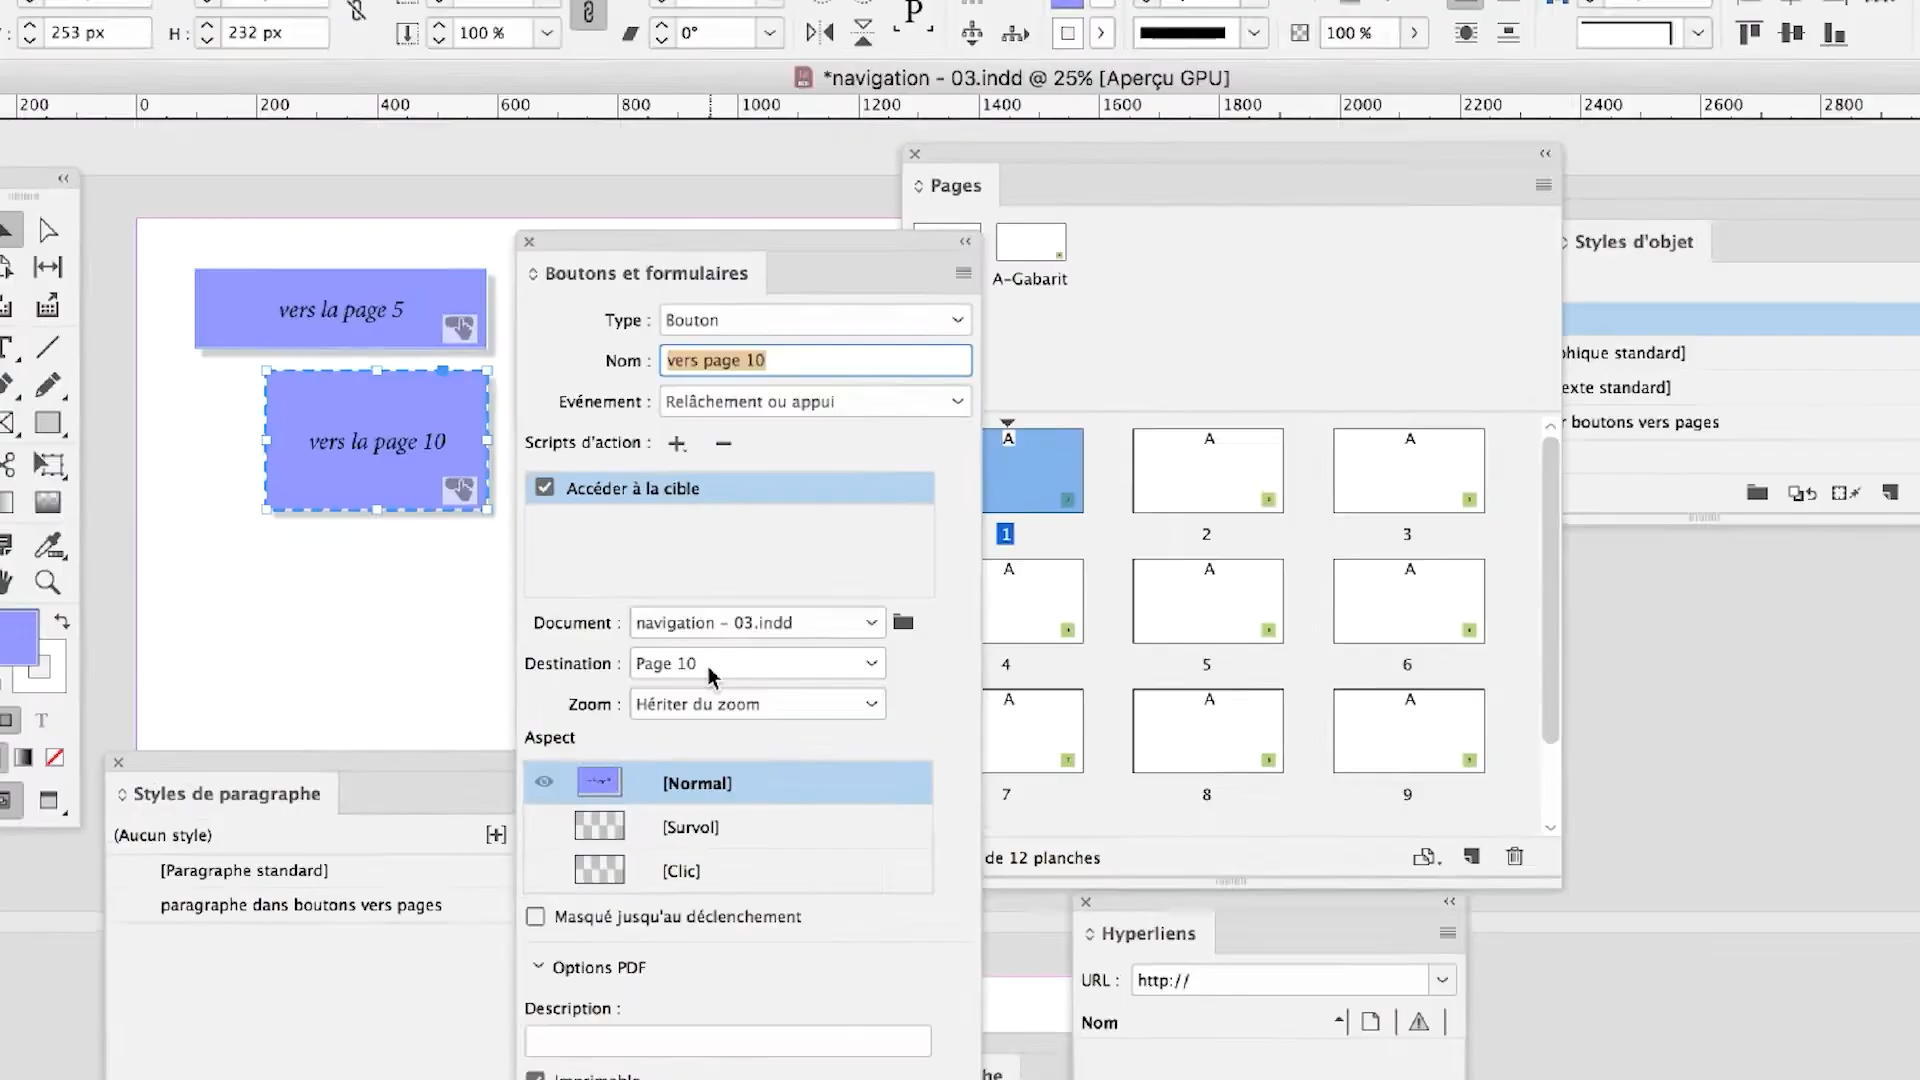 253 px
H :
232 px
100 %
0°
P
100 %
*navigation - 03.indd @ 25% [Aperçu GPU]
200
0
200
400
600
800
1000
1200
1400
1600
1800
2000
2200
2400
2600
2800
Pages
A-Gabarit
Styles d'objet
[Texte standard]
boutons vers pages
vers la page 5
vers la page 10
Boutons et formulaires
Type :
Bouton
Nom :
vers page 10
Evénement :
Relâchement ou appui
Scripts d'action :
Accéder à la cible
Document :
navigation - 03.indd
Destination :
Page 10
Zoom :
Hériter du zoom
Aspect
[Normal]
[Survol]
[Clic]
Masqué jusqu'au déclenchement
Options PDF
Description :
Imprimable
A
A
A
1
2
3
A
A
A
4
5
6
A
A
A
7
8
9
de 12 planches
T
Styles de paragraphe
(Aucun style)
[Paragraphe standard]
paragraphe dans boutons vers pages
Hyperliens
URL :
http://
Nom